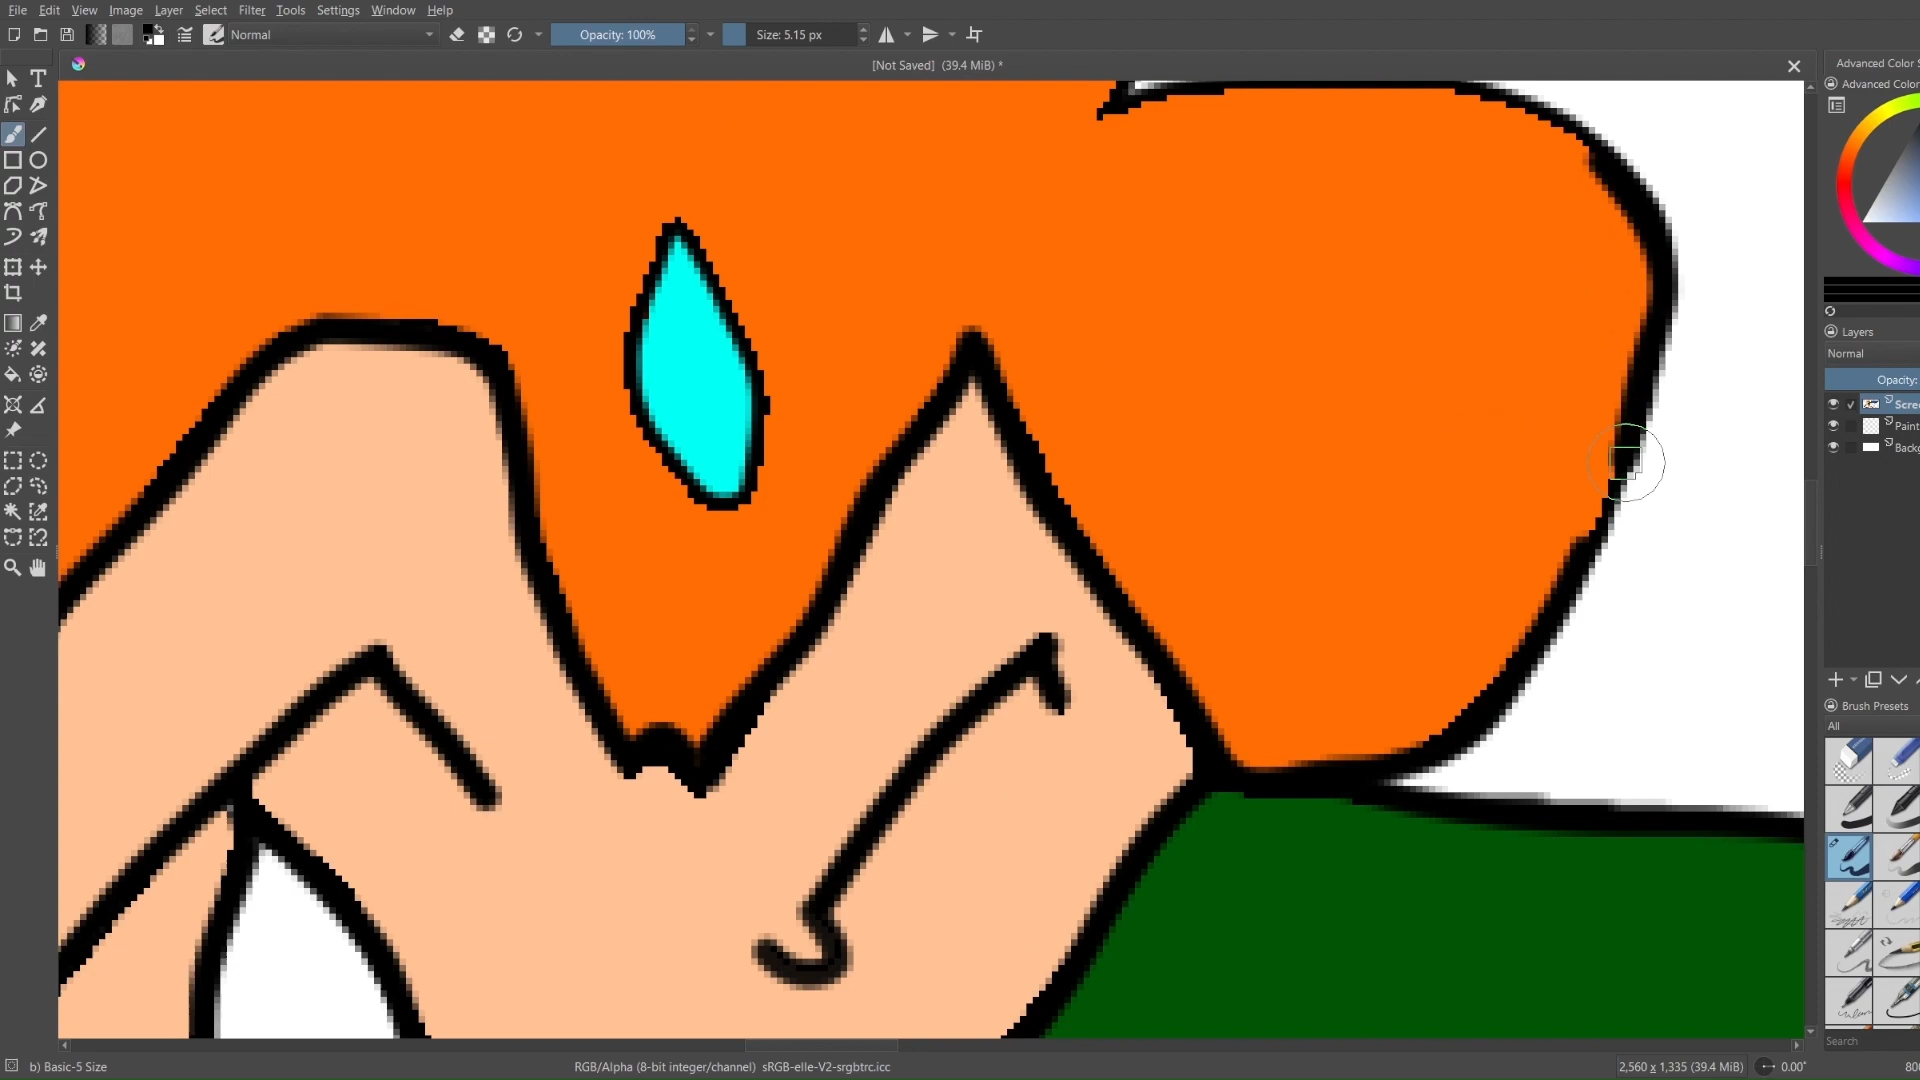 File Edit View Image Layer Select Filter Tools Settings Window Help
Normal
Opacity: 100%
Size: 5.15 px
[Not Saved] (39.4 MiB) *
Advanced Color S
Advanced Color
Layers
Normal
Opacity:
Scree
Paint
Backg
Brush Presets
All
Search
b) Basic-5 Size
RGB/Alpha (8-bit integer/channel) sRGB-elle-V2-srgbtrc.icc
2,560 x 1,335 (39.4 MiB)
0.00°
800